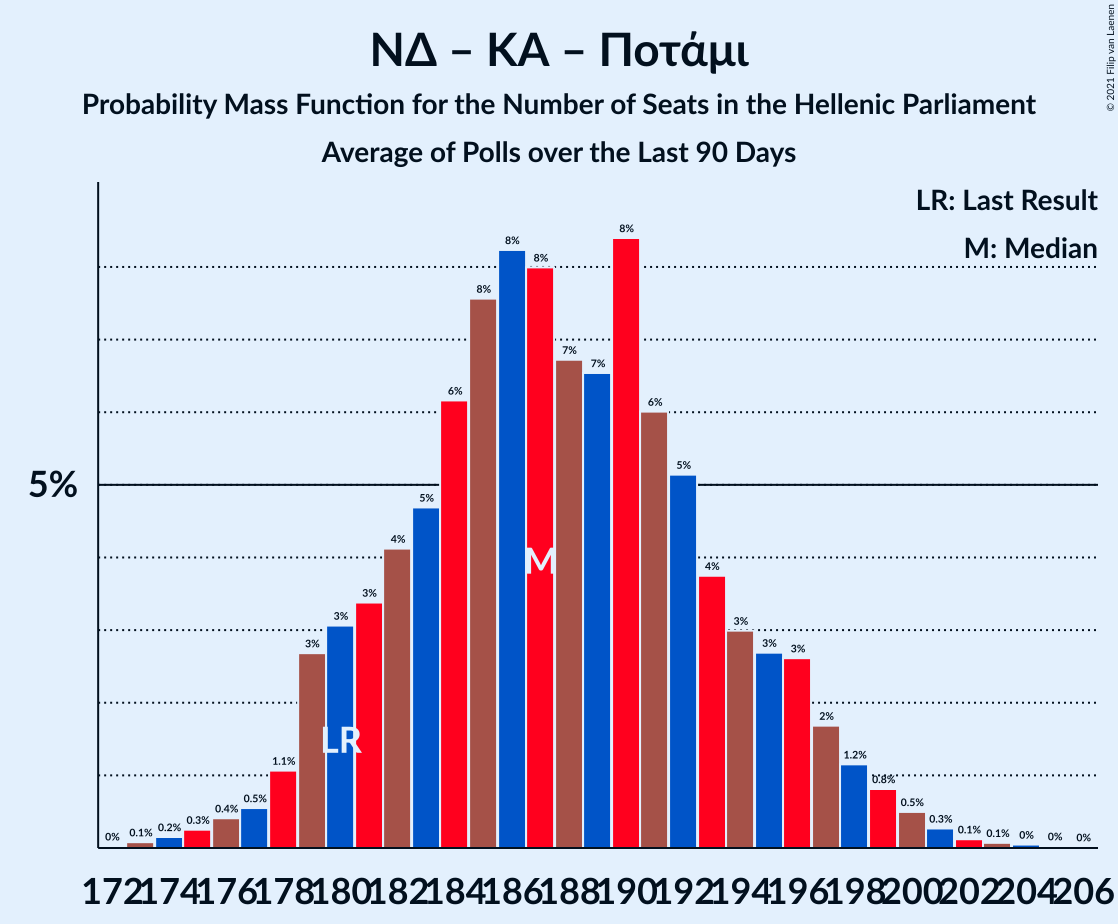 ΝΔ – ΚΑ – Ποτάμι
Probability Mass Function for the Number of Seats in the Hellenic Parliament
Average of Polls over the Last 90 Days
© 2021 Filip van Laenen
LR: Last Result
M: Median
5%
0% 0.1% 0.2% 0.3% 0.4% 0.5% 1.1% 3% 3% 3% 4% 5% 6% 8% 8% 8% 7% 7% 8% 6% 5% 4% 3% 3% 3% 2% 1.2% 0.8% 0.5% 0.3% 0.1% 0.1% 0% 0% 0%
M
LR
172 174 176 178 180 182 184 186 188 190 192 194 196 198 200 202 204 206